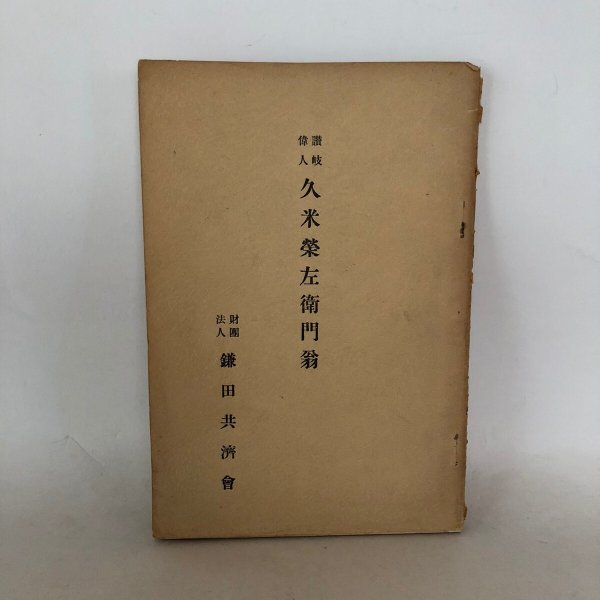 讃岐
偉人
久米榮左衛門翁
財團
法人
鎌田共濟會